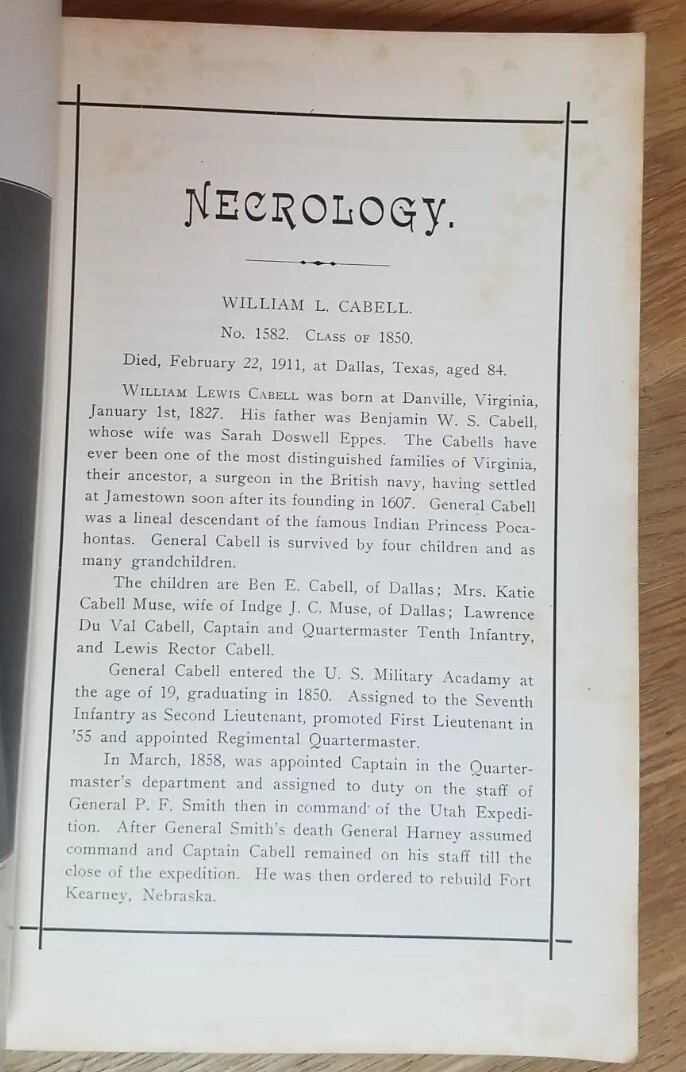 NECROLOGY.
WILLIAM L. CABELL.
No. 1582. Class of 1850.
Died, February 22, 1911, at Dallas, Texas, aged 84.
William Lewis Cabell was born at Danville, Virginia,
January 1st, 1827. His father was Benjamin W. S. Cabell,
whose wife was Sarah Doswell Eppes. The Cabells have
ever been one of the most distinguished families of Virginia,
their ancestor, a surgeon in the British navy, having settled
at Jamestown soon after its founding in 1607. General Cabell
was a lineal descendant of the famous Indian Princess Poca-
hontas. General Cabell is survived by four children and as
many grandchildren.
The children are Ben E. Cabell, of Dallas; Mrs. Katie
Cabell Muse, wife of Indge J. C. Muse, of Dallas; Lawrence
Du Val Cabell, Captain and Quartermaster Tenth Infantry,
and Lewis Rector Cabell.
General Cabell entered the U. S. Military Acadamy at
the age of 19, graduating in 1850. Assigned to the Seventh
Infantry as Second Lieutenant, promoted First Lieutenant in
'55 and appointed Regimental Quartermaster.
In March, 1858, was appointed Captain in the Quarter-
master's department and assigned to duty on the staff of
General P. F. Smith then in command of the Utah Expedi-
tion. After General Smith's death General Harney assumed
command and Captain Cabell remained on his staff till the
close of the expedition. He was then ordered to rebuild Fort
Kearney, Nebraska.